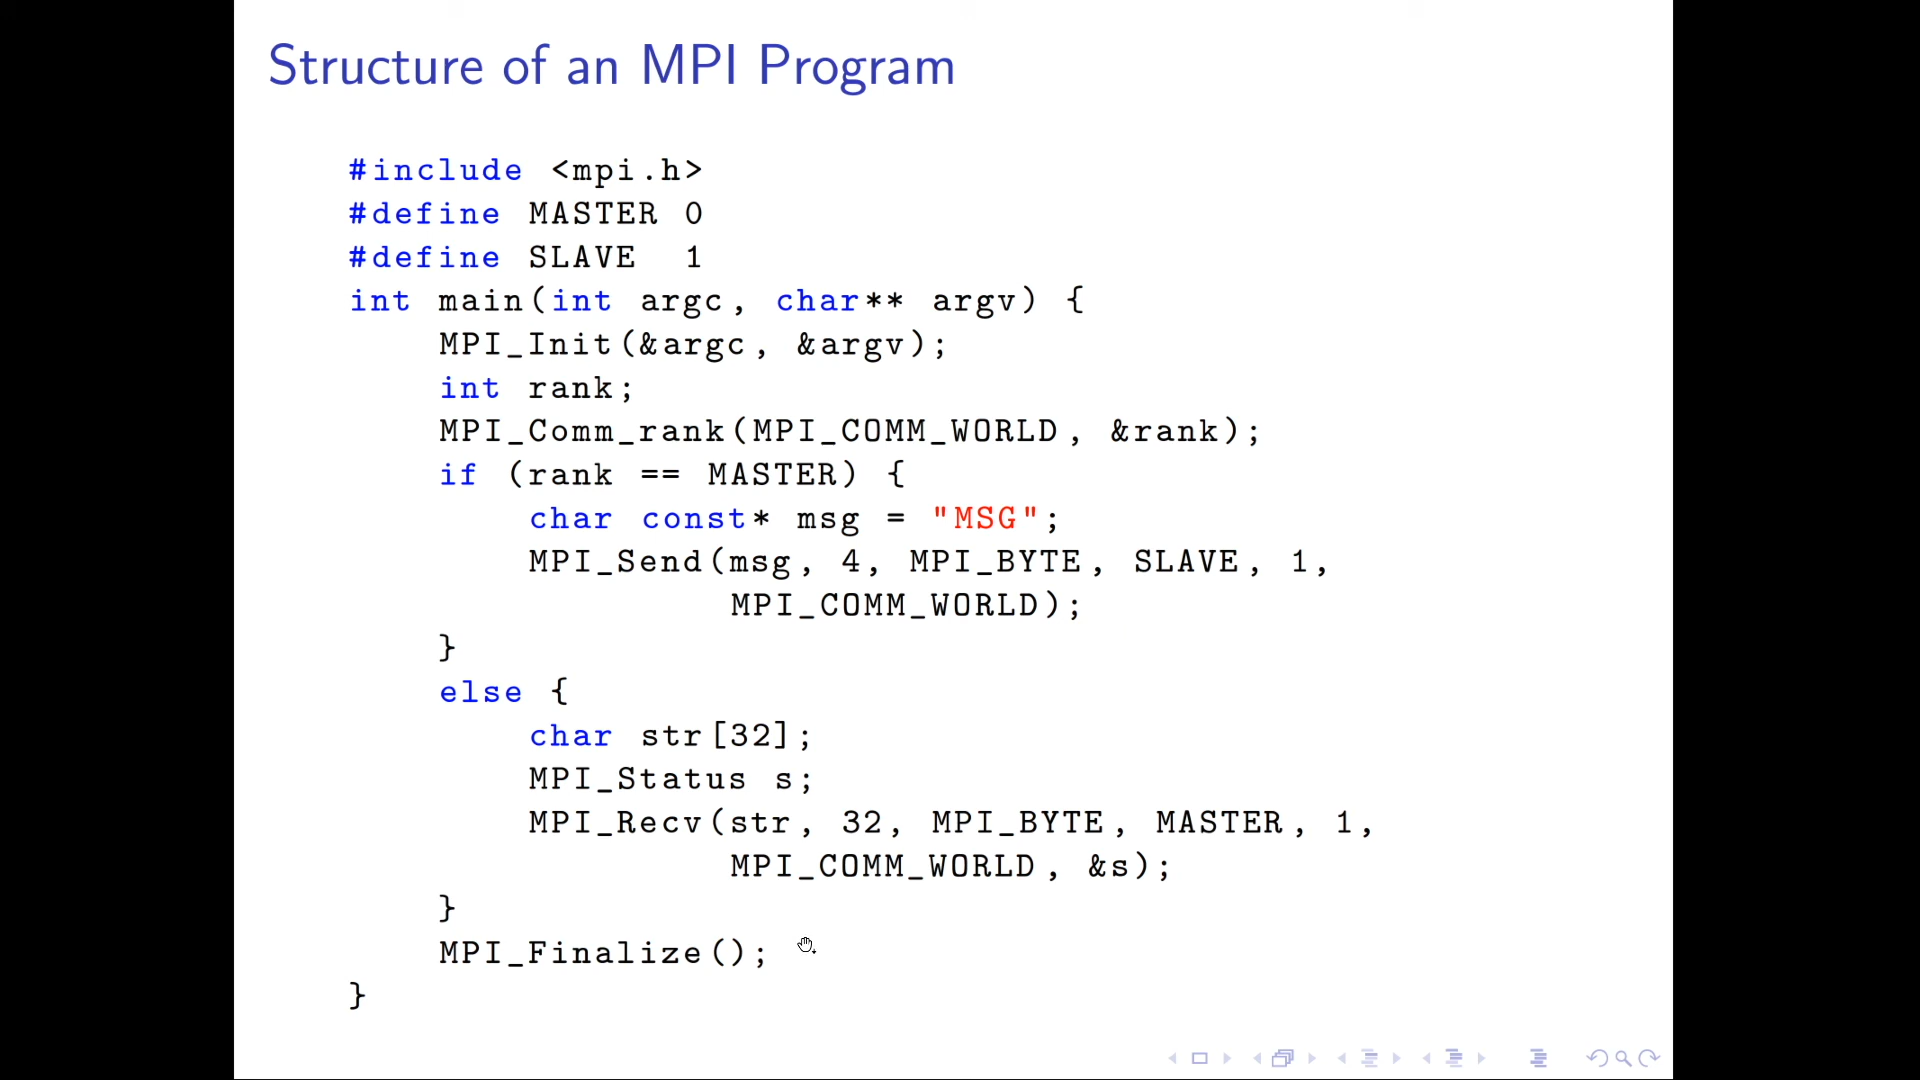 Structure of an MPI Program
#include <mpi.h>
#define MASTER 0
#define SLAVE  1
int main(int argc, char** argv) {
    MPI_Init(&argc, &argv);
    int rank;
    MPI_Comm_rank(MPI_COMM_WORLD, &rank);
    if (rank == MASTER) {
        char const* msg = "MSG";
        MPI_Send(msg, 4, MPI_BYTE, SLAVE, 1,
                 MPI_COMM_WORLD);
    }
    else {
        char str[32];
        MPI_Status s;
        MPI_Recv(str, 32, MPI_BYTE, MASTER, 1,
                 MPI_COMM_WORLD, &s);
    }
    MPI_Finalize();
}